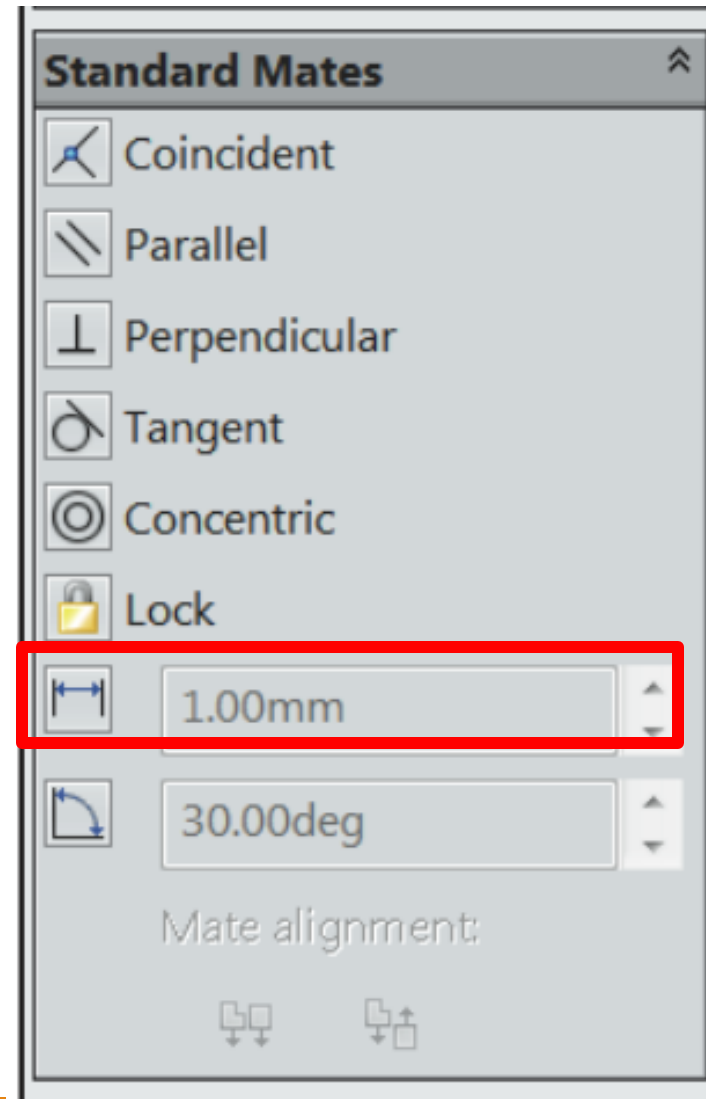 Standard Mates
Coincident
Parallel
Perpendicular
Tangent
Concentric
Lock
1.00mm
30.00deg
Mate alignment: